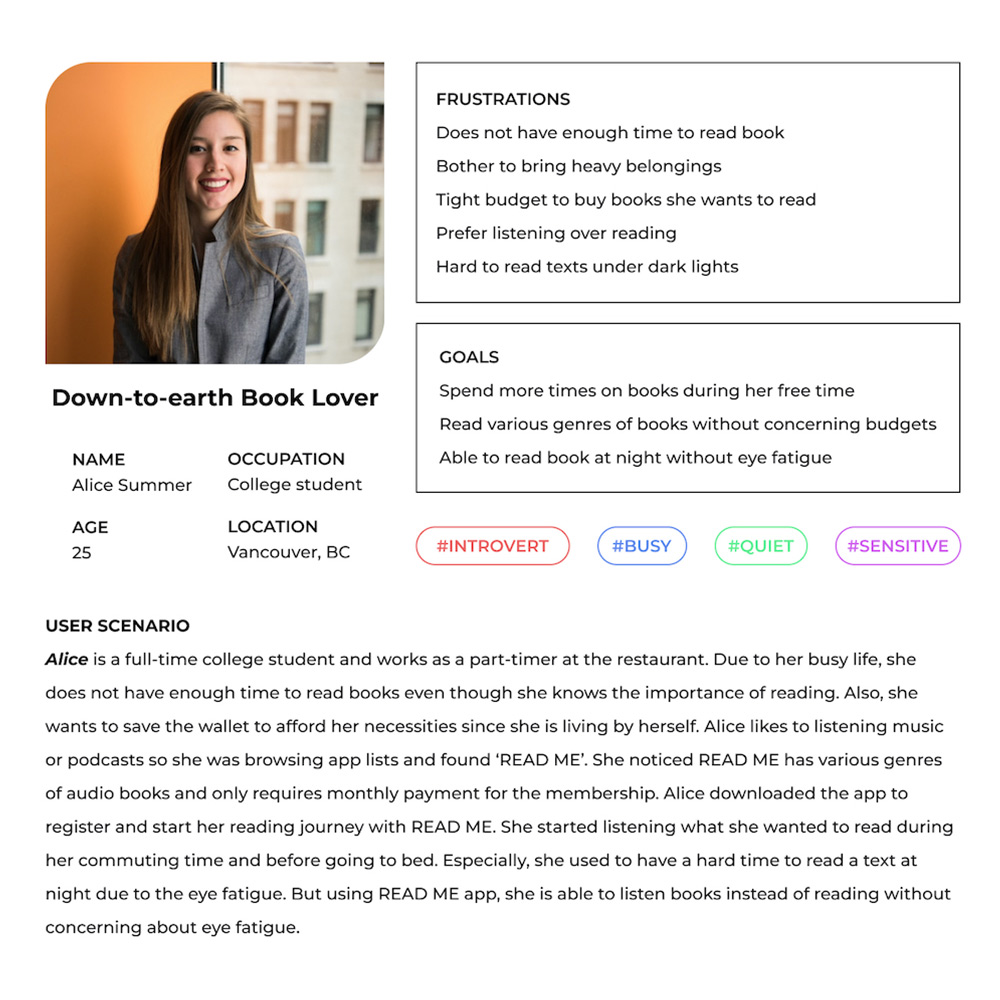 FRUSTRATIONS
Does not have enough time to read book
Bother to bring heavy belongings
Tight budget to buy books she wants to read
Prefer listening over reading
Hard to read texts under dark lights
GOALS
Spend more times on books during her free time
Read various genres of books without concerning budgets
Able to read book at night without eye fatigue
#INTROVERT
#BUSY
#QUIET
#SENSITIVE
Down-to-earth Book Lover
NAME
Alice Summer
OCCUPATION
College student
AGE
25
LOCATION
Vancouver, BC
USER SCENARIO
Alice is a full-time college student and works as a part-timer at the restaurant. Due to her busy life, she
does not have enough time to read books even though she knows the importance of reading. Also, she
wants to save the wallet to afford her necessities since she is living by herself. Alice likes to listening music
or podcasts so she was browsing app lists and found ‘READ ME’. She noticed READ ME has various genres
of audio books and only requires monthly payment for the membership. Alice downloaded the app to
register and start her reading journey with READ ME. She started listening what she wanted to read during
her commuting time and before going to bed. Especially, she used to have a hard time to read a text at
night due to the eye fatigue. But using READ ME app, she is able to listen books instead of reading without
concerning about eye fatigue.